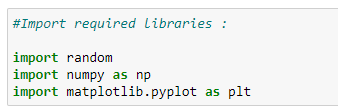 #Import required libraries :
import random
import numpy as np
import matplotlib.pyplot as plt